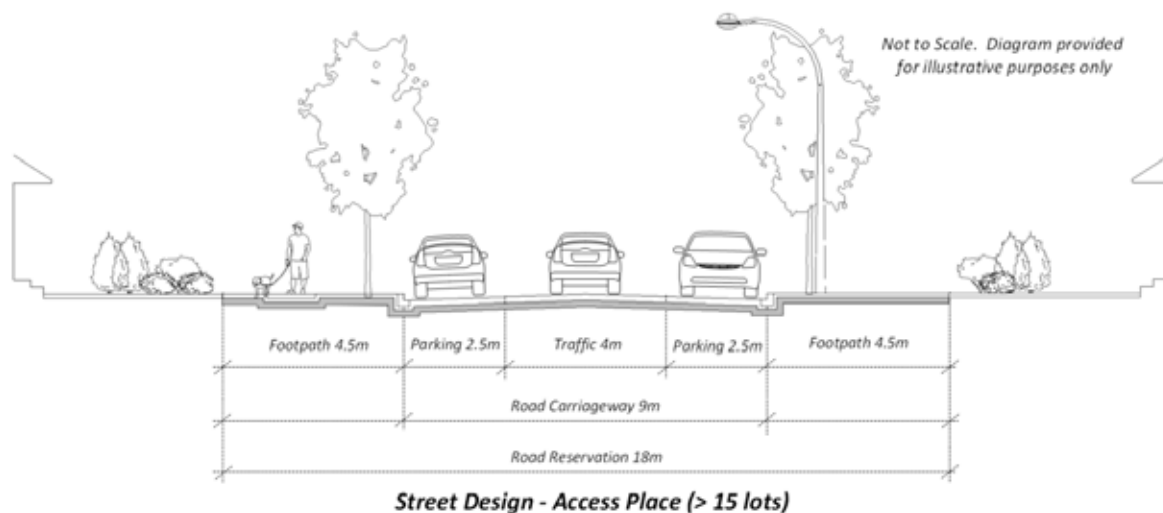 Not to Scale. Diagram provided
for illustrative purposes only
Footpath 4.5m
Parking 2.5m
Traffic 4m
Parking 2.5m
Footpath 4.5m
Road Carriageway 9m
Road Reservation 18m
Street Design - Access Place (> 15 lots)